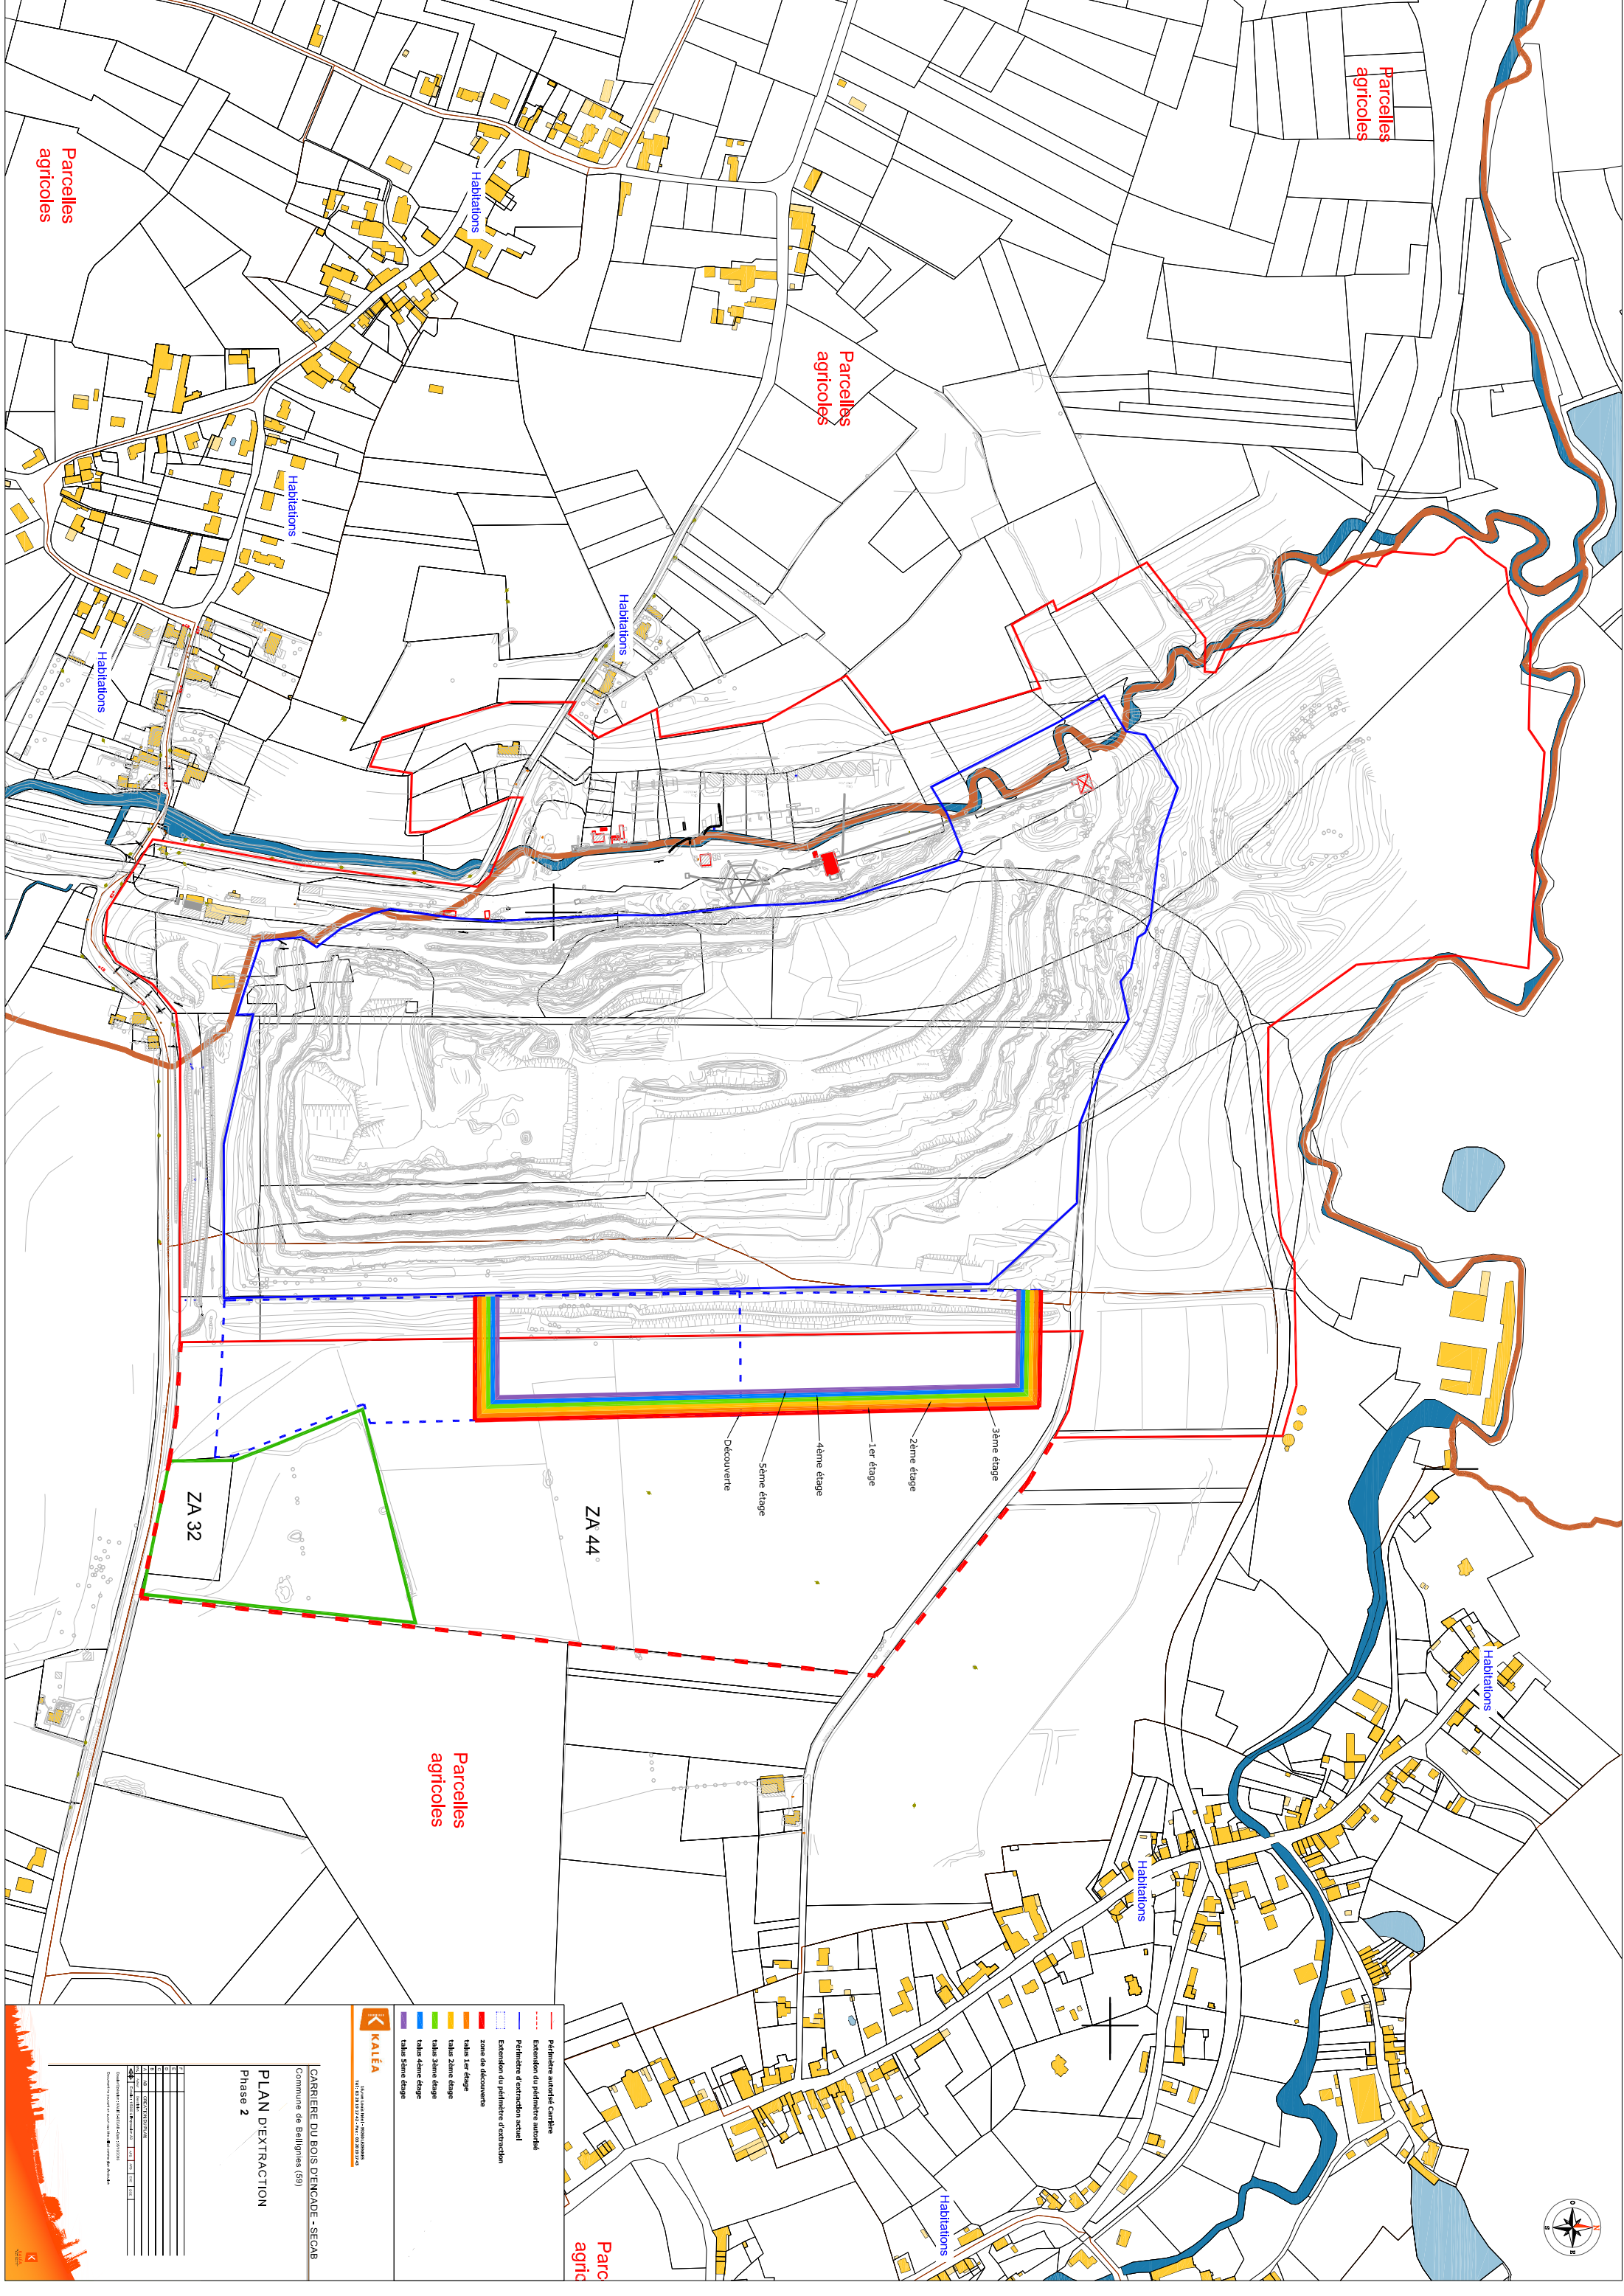 Parcelles
agricoles
Parcelles
agricoles
Habitations
Parcelles
agricoles
Habitations
Habitations
Habitations
3ème étage
2ème étage
1er étage
4ème étage
5ème étage
Découverte
ZA 32
ZA 44
Habitations
Parcelles
agricoles
Habitations
Habitations
Parc
agric
Périmètre autorisé Carrière
Extension du périmètre autorisé
Périmètre d'extraction actuel
Extension du périmètre d'extraction
zone de découverte
talus 1er étage
talus 2ème étage
talus 3ème étage
talus 4ème étage
talus 5ème étage
KALÉA
CARRIERE DU BOIS D'ENCADE - SECAB
Commune de Bellignies (59)
PLAN D'EXTRACTION
Phase 2
N
E
S
O